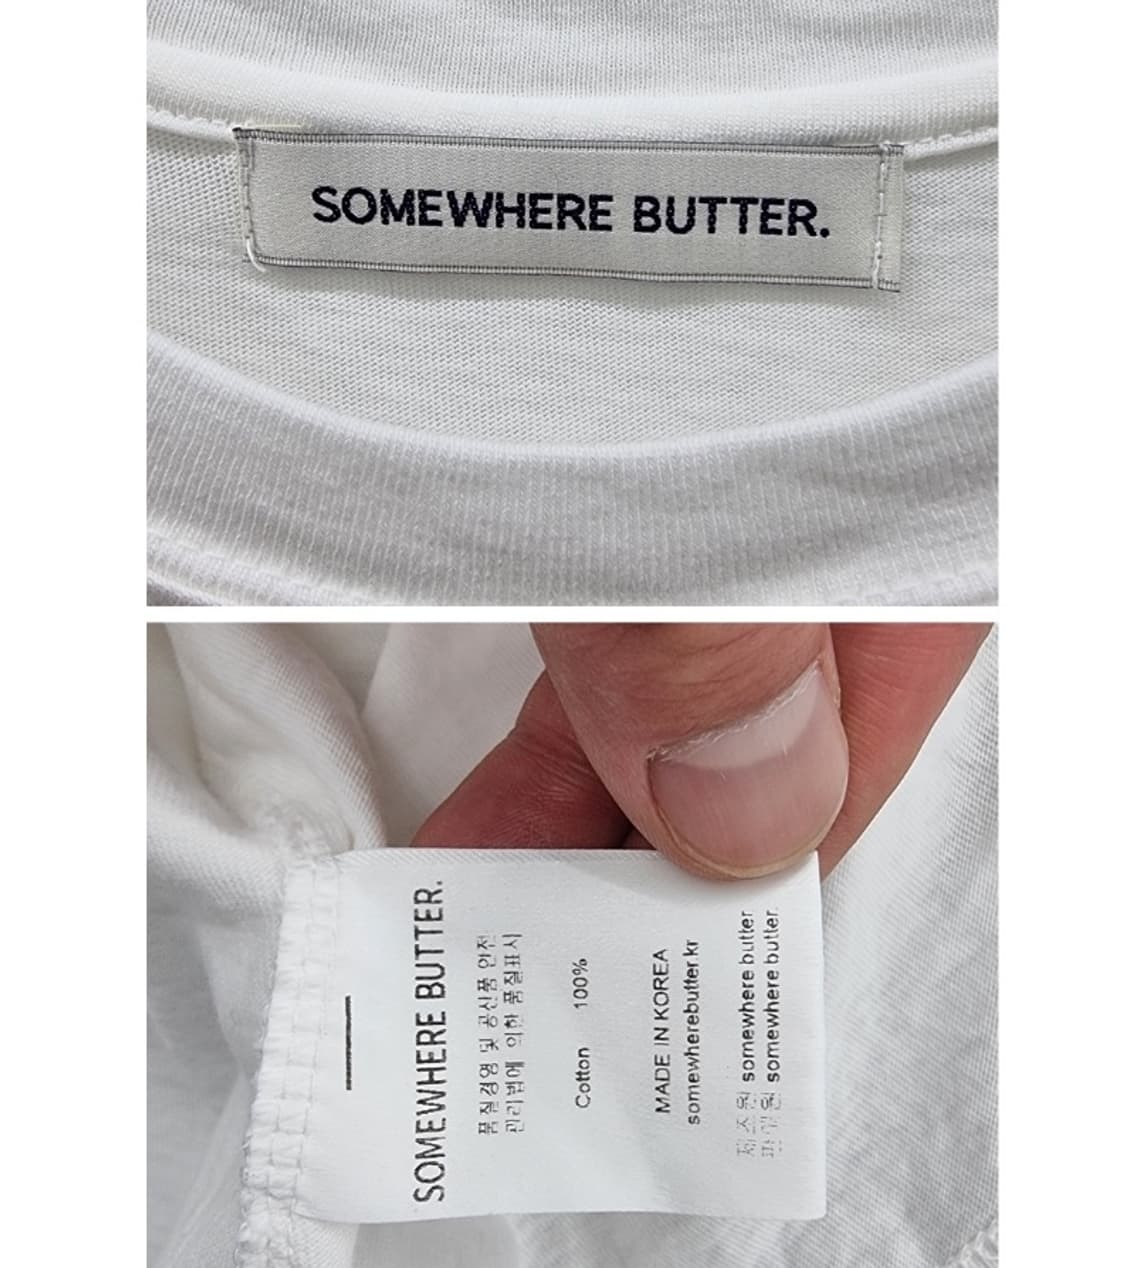 SOMEWHERE BUTTER.
SOMEWHERE BUTTER.
품질경영 및 공산품 안전
관리법에 의한 품질표시
Cotton 100%
MADE IN KOREA
somewherebutter.kr
제조원 somewhere butter
판매원 somewhere butter.